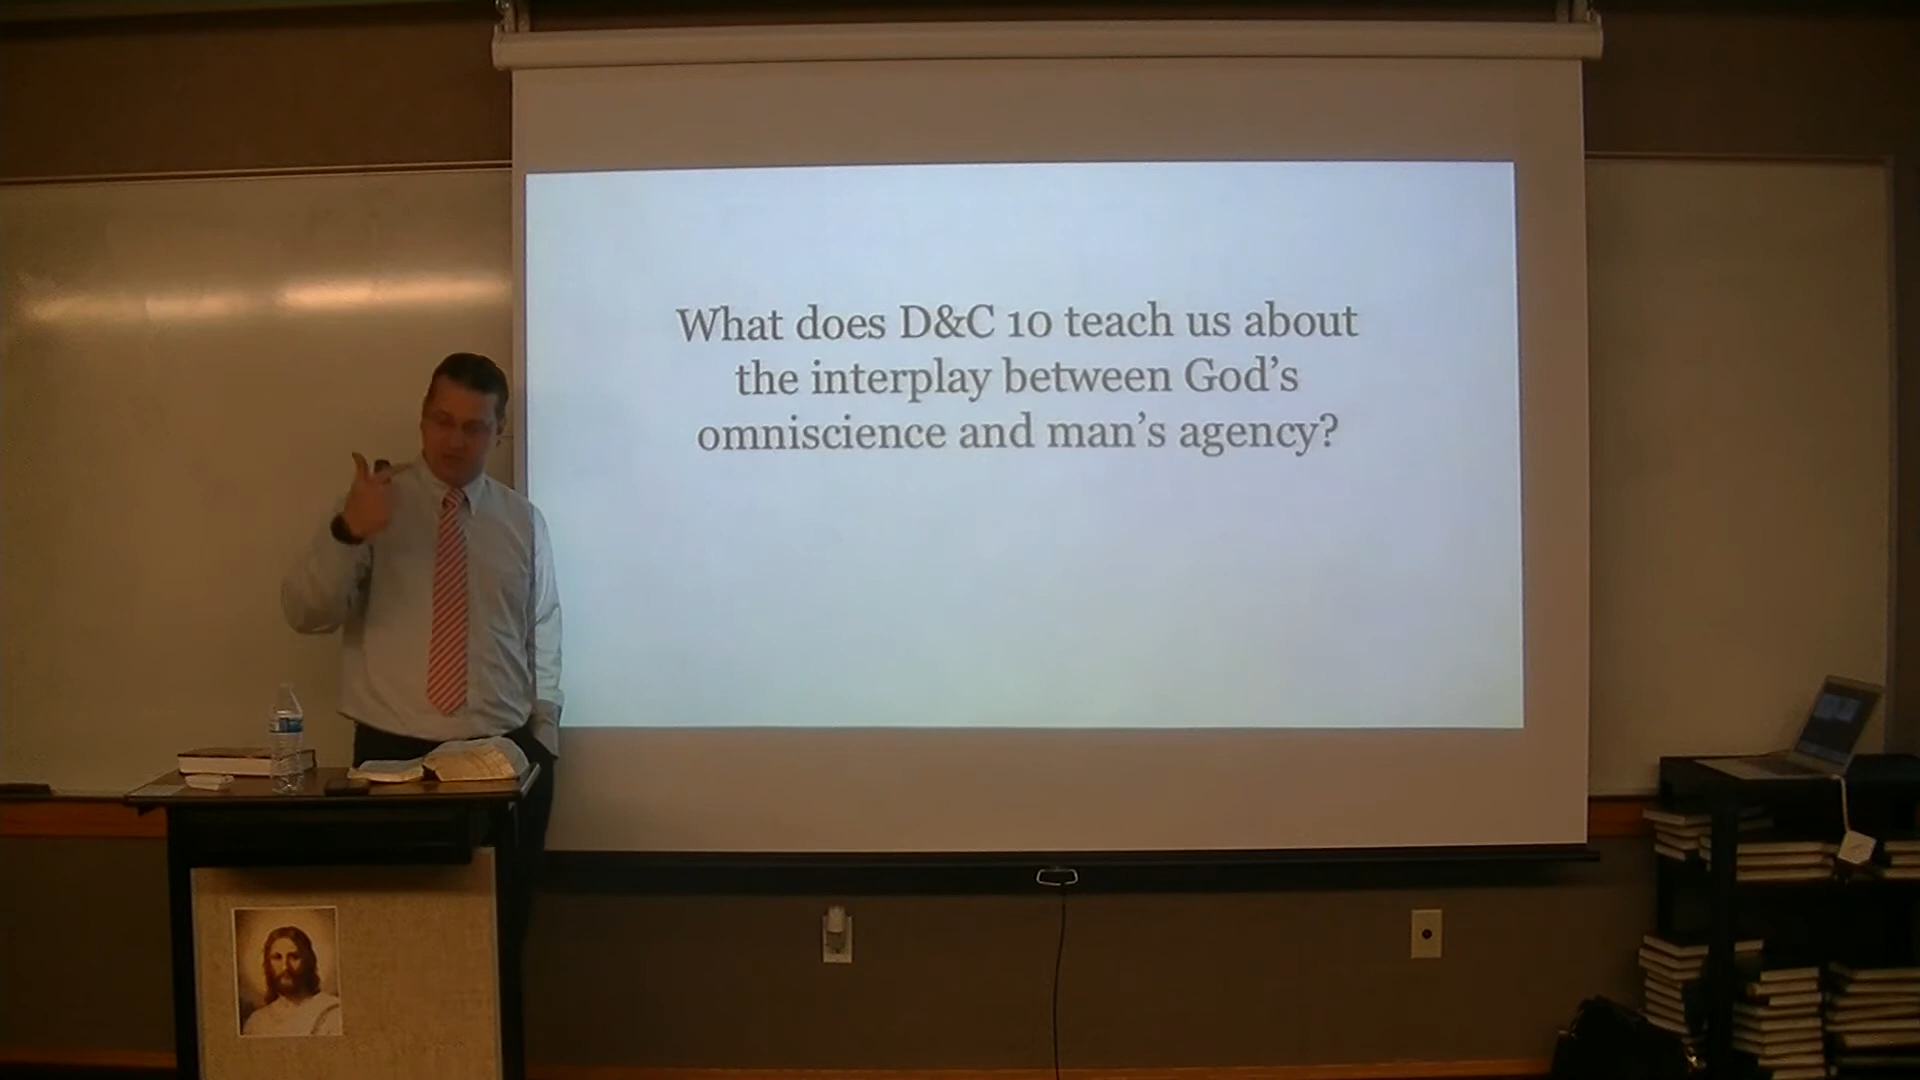 What does D&C 10 teach us about
the interplay between God’s
omniscience and man’s agency?